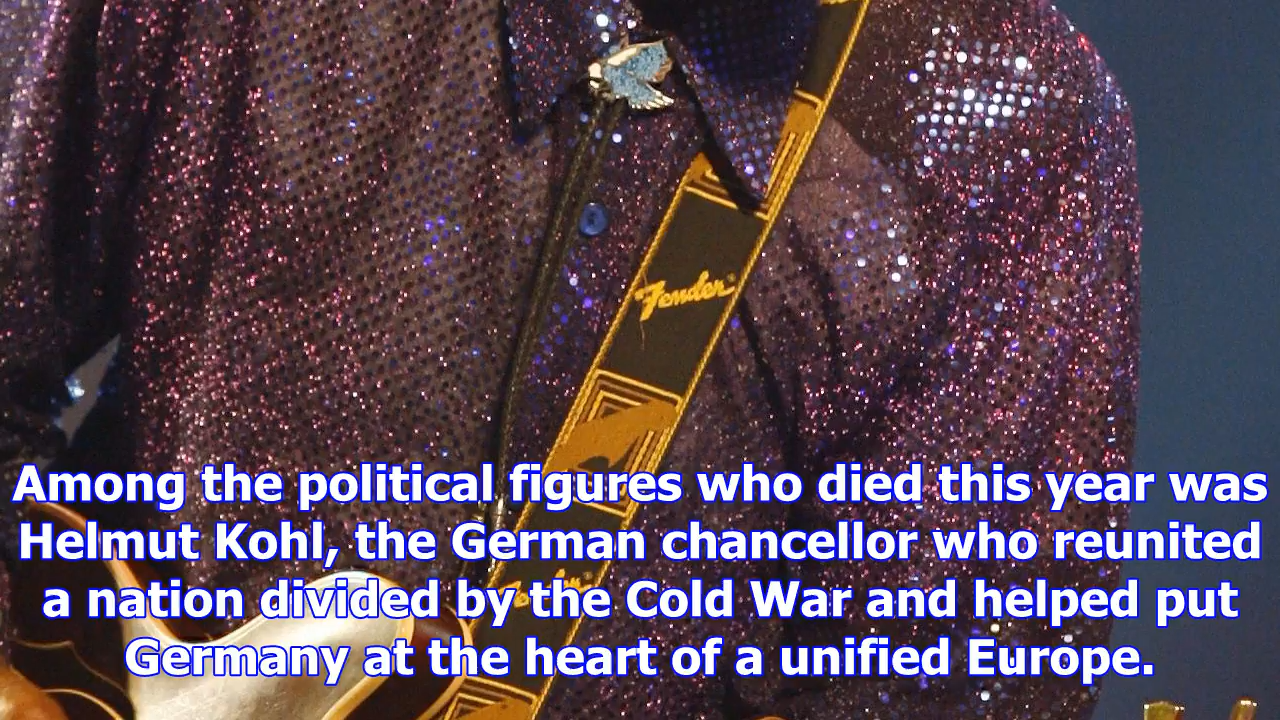 Fender
Among the political figures who died this year was
Helmut Kohl, the German chancellor who reunited
a nation divided by the Cold War and helped put
Fender
Germany at the heart of a unified Europe.